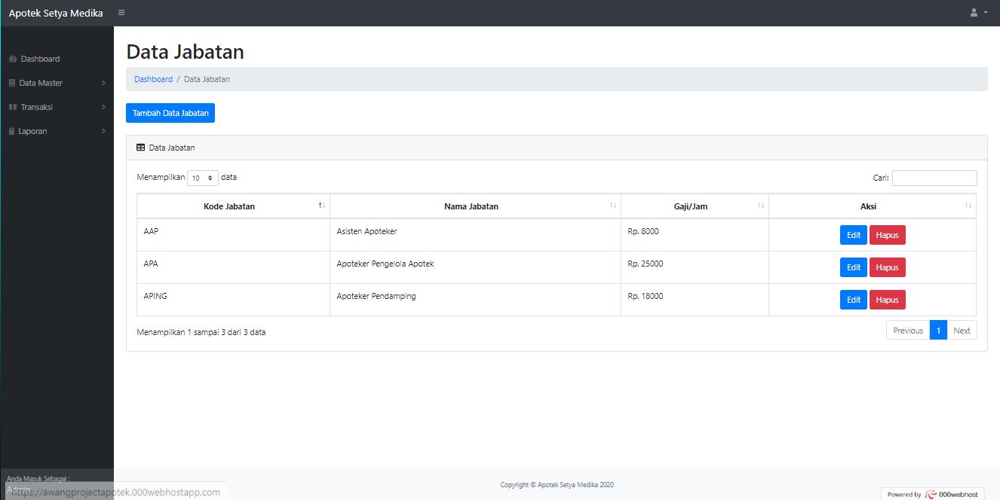 Apotek Setya Medika
Dashboard
Data Master
Transaksi
Laporan
Data Jabatan
Dashboard / Data Jabatan
Tambah Data Jabatan
Data Jabatan
Menampilkan 10 data
Cari:
Kode Jabatan Nama Jabatan Gaji/Jam Aksi
AAP Asisten Apoteker Rp. 8000 Edit Hapus
APA Apoteker Pengelola Apotek Rp. 25000 Edit Hapus
APING Apoteker Pendamping Rp. 18000 Edit Hapus
Menampilkan 1 sampai 3 dari 3 data
Previous 1 Next
Anda Masuk Sebagai :
Admin
https://awangprojectapotek.000webhostapp.com
Copyright © Apotek Setya Medika 2020
Powered by 000webhost